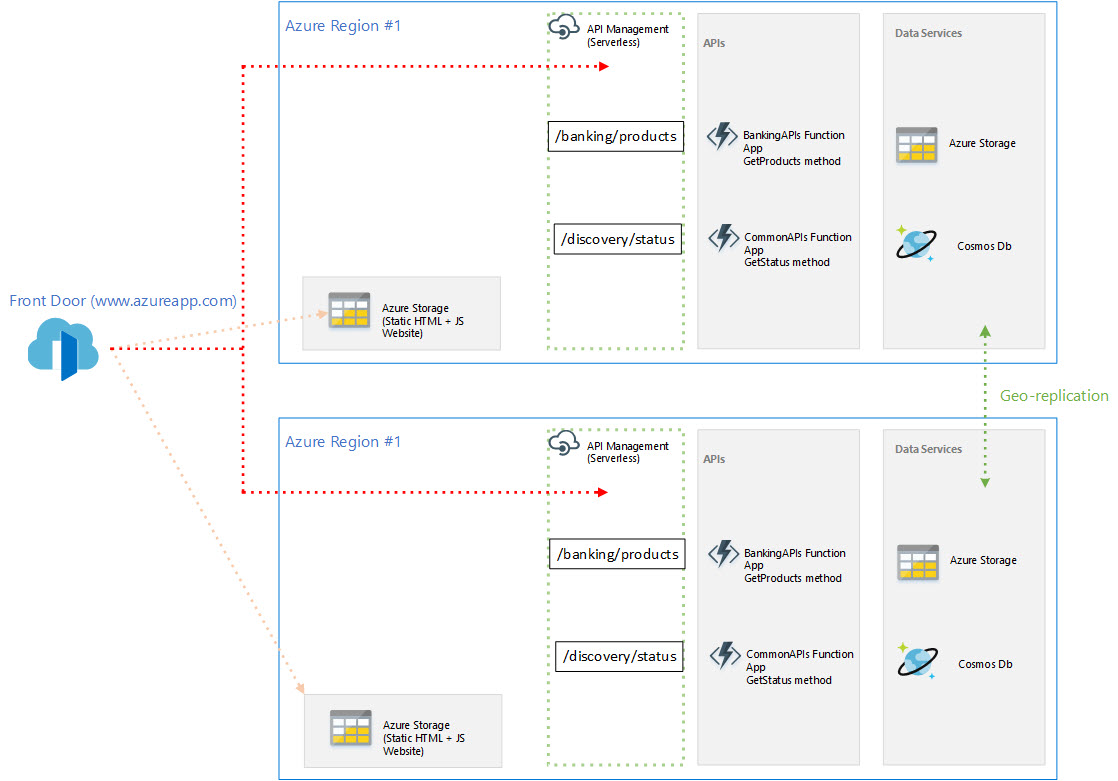 Azure Region #1
API Management
(Serverless)
APIs
Data Services
/banking/products
BankingAPIs Function
App
GetProducts method
Azure Storage
/discovery/status
CommonAPIs Function
App
GetStatus method
Cosmos Db
Front Door (www.azureapp.com)
Azure Storage
(Static HTML + JS
Website)
Geo-replication
Azure Region #1
API Management
(Serverless)
APIs
Data Services
/banking/products
BankingAPIs Function
App
GetProducts method
Azure Storage
/discovery/status
CommonAPIs Function
App
GetStatus method
Cosmos Db
Azure Storage
(Static HTML + JS
Website)